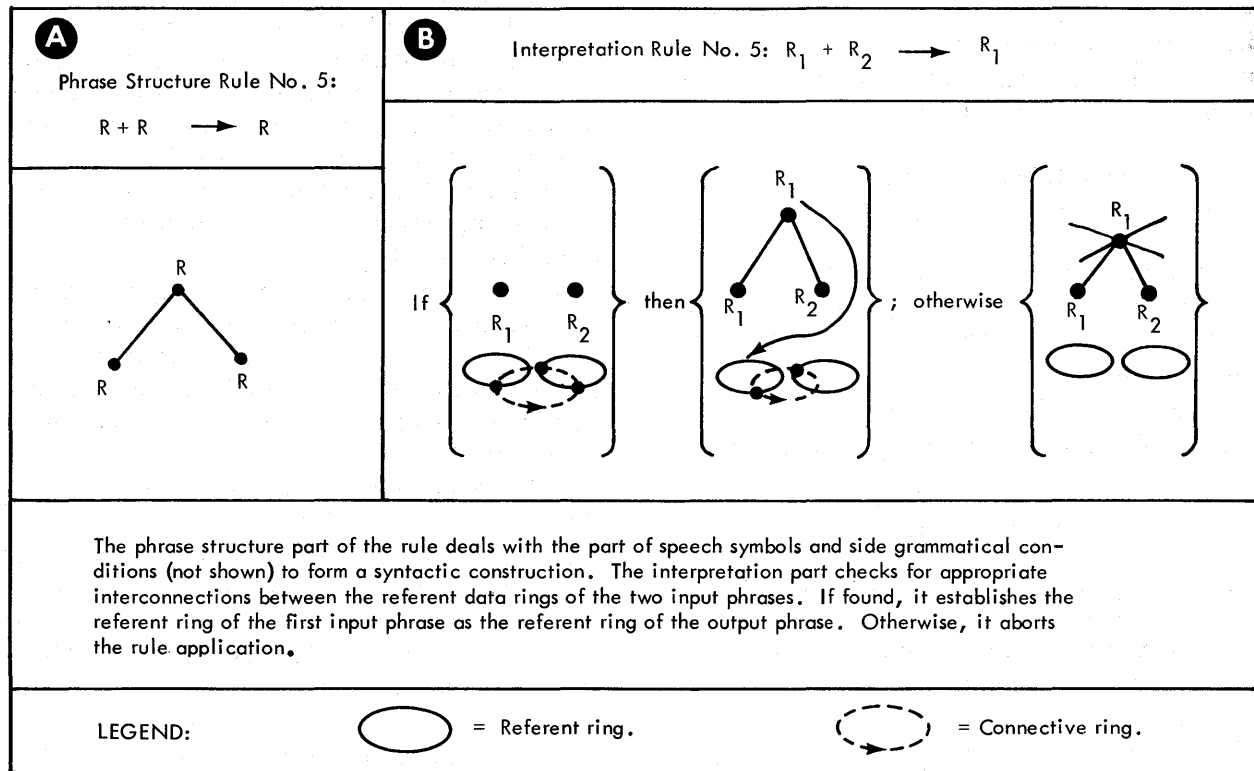 A
Phrase Structure Rule No. 5:
R + R → R
R
R
R
B
Interpretation Rule No. 5: R1 + R2 → R1
If
R1 R2
then
R1
R1 R2
; otherwise
R1
R1 R2
The phrase structure part of the rule deals with the part of speech symbols and side grammatical con-
ditions (not shown) to form a syntactic construction. The interpretation part checks for appropriate
interconnections between the referent data rings of the two input phrases. If found, it establishes the
referent ring of the first input phrase as the referent ring of the output phrase. Otherwise, it aborts
the rule application.
LEGEND:
= Referent ring.
= Connective ring.